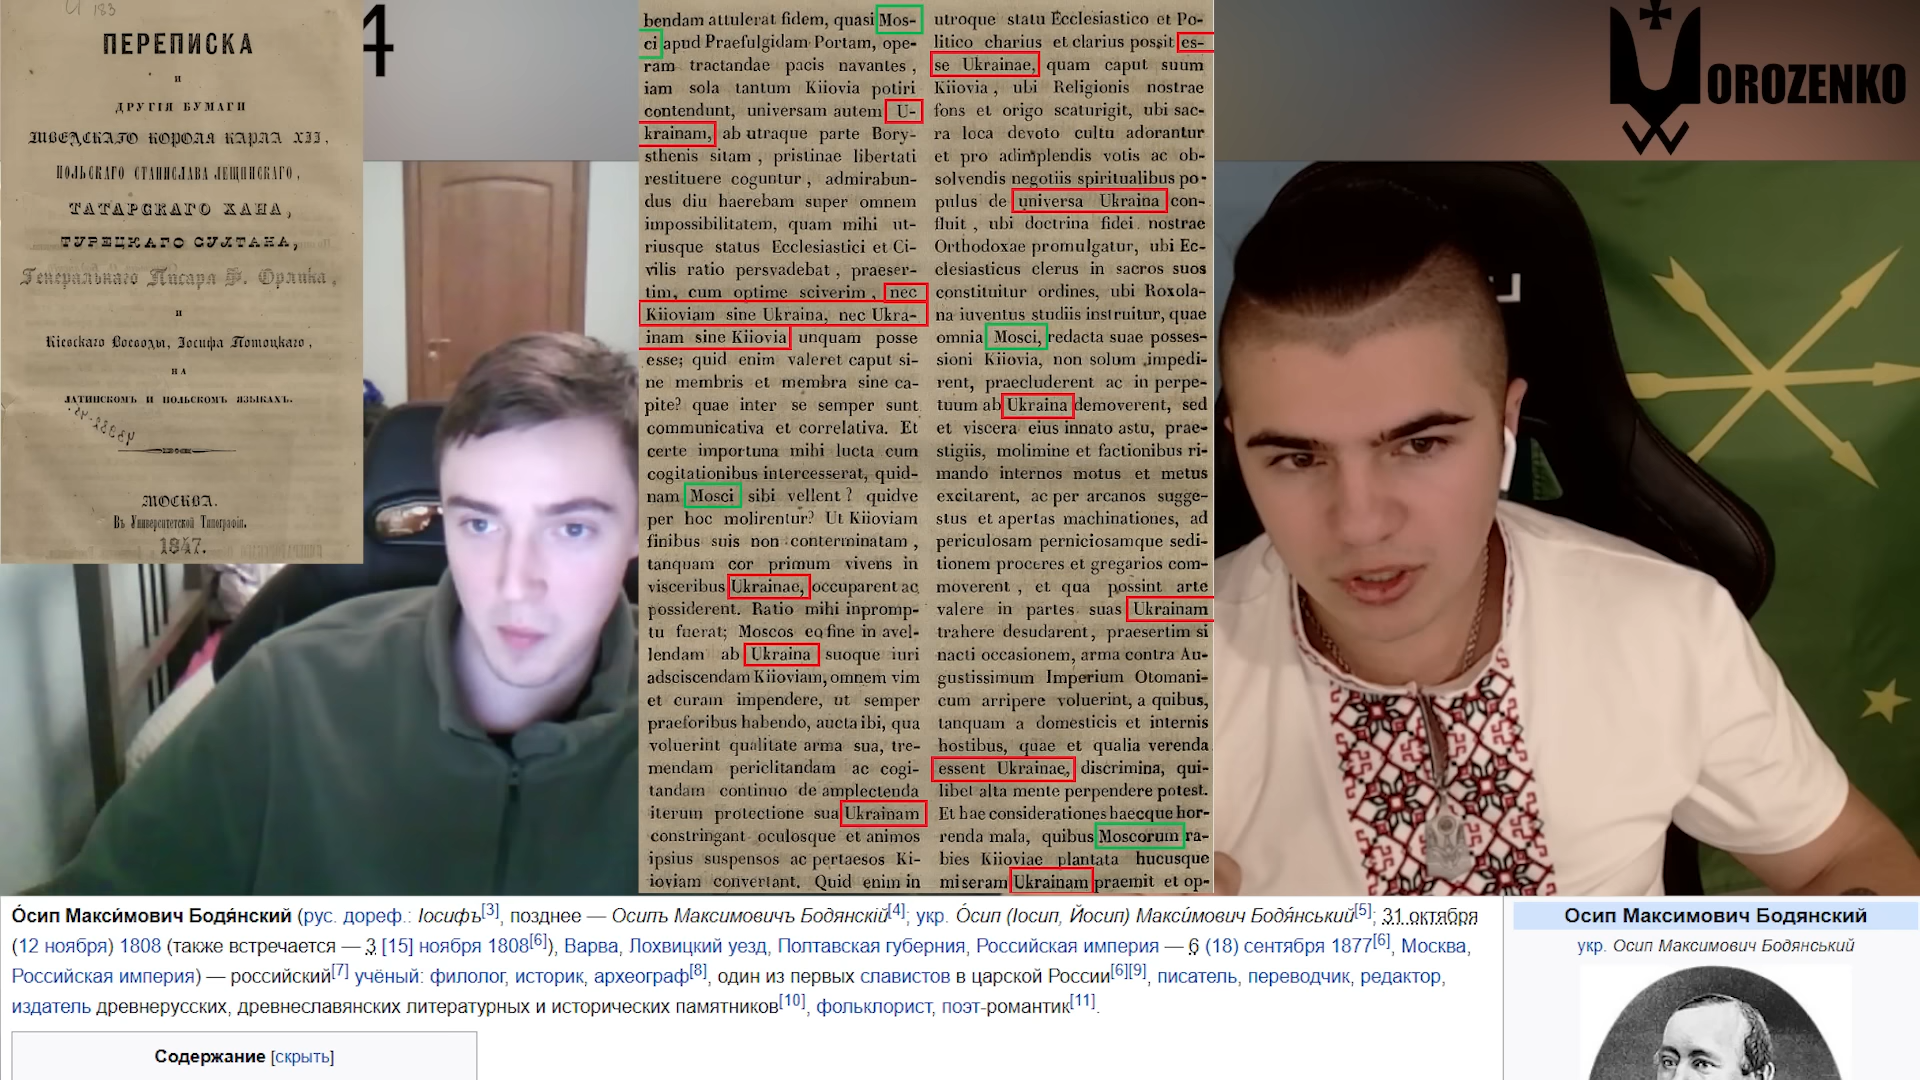 183
ПЕРЕПИСКА
и
ДРУГІЯ БУМАГИ
ШВЕДСКАГО КОРОЛЯ КАРЛА XII,
ПОЛЬСКАГО СТАНИСЛАВА ЛЕЩИНСКАГО,
ТАТАРСКАГО ХАНА,
ТУРЕЦКАГО СУЛТАНА,
Генеральнаго Писаря Ф. Орлика,
и
Кіевскаго Воеводы, Іосифа Потоцкаго,
НА
ЛАТИНСКОМЪ И ПОЛЬСКОМЪ ЯЗЫКАХЪ.
МОСКВА.
Въ Университетской Типографіи.
1847.
4
bendam attulerat fidem, quasi Mos-
ci apud Praefulgidam Portam, ope-
ram tractandae pacis navantes,
iam sola tantum Kiiovia potiri
contendunt, universam autem U-
krainam, ab utraque parte Bory-
sthenis sitam, pristinae libertati
restituere coguntur, admirabun-
dus diu haerebam super omnem
impossibilitatem, quam mihi ut-
riusque status Ecclesiastici et Ci-
vilis ratio persvadebat, praeser-
tim, cum optime sciverim, nec
Kiioviam sine Ukraina, nec Ukra-
inam sine Kiiovia unquam posse
esse; quid enim valeret caput si-
ne membris et membra sine ca-
pite? quae inter se semper sunt
communicativa et correlativa. Et
certe importuna mihi lucta cum
cogitationibus intercesserat, quid-
nam Mosci sibi vellent? quidve
per hoc molirentur? Ut Kiioviam
finibus suis non conterminatam,
tanquam cor primum vivens in
visceribus Ukrainae, occuparent ac
possiderent. Ratio mihi inpromp-
tu fuerat; Moscos eo fine in avel-
lendam ab Ukraina suoque iuri
adsciscendam Kiioviam, omnem vim
et curam impendere, ut semper
praeforibus habendo, aucta ibi, qua
voluerint qualitate arma sua, tre-
mendam periclitandam ac cogi-
tandam continuo de amplectenda
iterum protectione sua Ukrainam
constringant oculosque et animos
ipsius suspensos ac pertaesos Ki-
ioviam convertant. Quid enim in
utroque statu Ecclesiastico et Po-
litico charius et clarius possit es-
se Ukrainae, quam caput suum
Kiiovia, ubi Religionis nostrae
fons et origo scaturigit, ubi sac-
ra loca devoto cultu adorantur
et pro adimplendis votis ac ob-
solvendis negotiis spiritualibus po-
pulus de universa Ukraina con-
fluit, ubi doctrina fidei nostrae
Orthodoxae promulgatur, ubi Ec-
clesiasticus clerus in sacros suos
constituitur ordines, ubi Roxola-
na iuventus studiis instruitur, quae
omnia Mosci, redacta suae posses-
sioni Kiiovia, non solum impedi-
rent, praecluderent ac in perpe-
tuum ab Ukraina demoverent, sed
et viscera eius innato astu, prae-
stigiis, molimine et factionibus ri-
mando internos motus et metus
excitarent, ac per arcanos sugge-
stus et apertas machinationes, ad
periculosam perniciosamque sedi-
tionem proceres et gregarios com-
moverent, et qua possint arte
valere in partes suas Ukrainam
trahere desudarent, praesertim si
nacti occasionem, arma contra Au-
gustissimum Imperium Otomani-
cum arripere voluerint, a quibus,
tanquam a domesticis et internis
hostibus, quae et qualia verenda
essent Ukrainae, discrimina, qui-
libet alta mente perpendere potest.
Et hae considerationes haecque hor-
renda mala, quibus Moscorum ra-
bies Kiioviae plantata hucusque
miseram Ukrainam praemit et op-
OROZENKO
О́сип Макси́мович Бодя́нский (рус. дореф.: Іосифъ[3], позднее — Осипъ Максимовичъ Бодянскій[4]; укр. О́сип (Іосип, Йосип) Макси́мович Бодя́нський[5]; 31 октября
(12 ноября) 1808 (также встречается — 3 [15] ноября 1808[6]), Варва, Лохвицкий уезд, Полтавская губерния, Российская империя — 6 (18) сентября 1877[6], Москва,
Российская империя) — российский[7] учёный: филолог, историк, археограф[8], один из первых славистов в царской России[6][9], писатель, переводчик, редактор,
издатель древнерусских, древнеславянских литературных и исторических памятников[10], фольклорист, поэт-романтик[11].
Содержание [скрыть]
Осип Максимович Бодянский
укр. Осип Максимович Бодянський